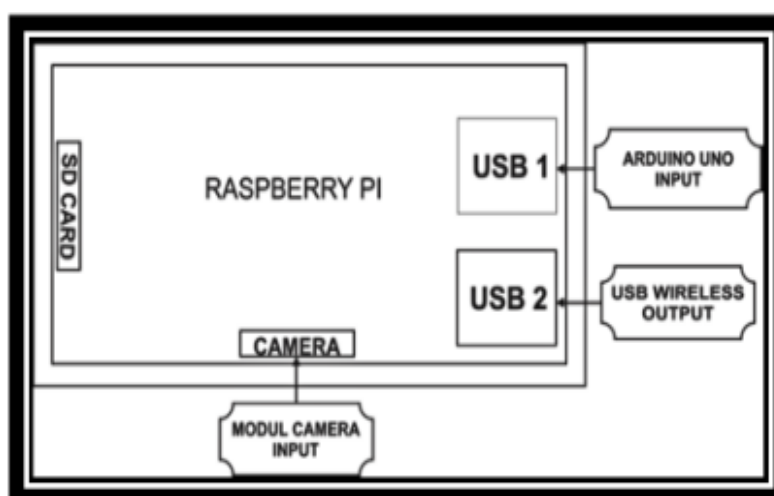 SD CARD
RASPBERRY PI
USB 1
ARDUINO UNO
INPUT
USB 2
USB WIRELESS
OUTPUT
CAMERA
MODUL CAMERA
INPUT